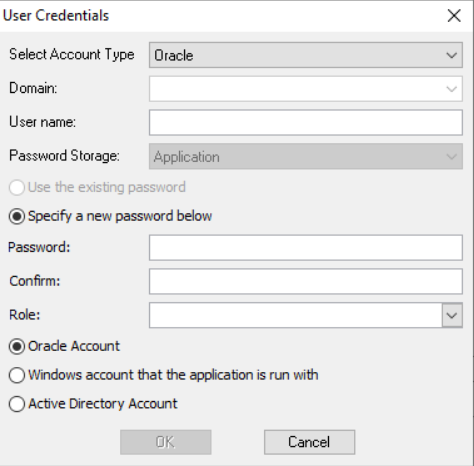 User Credentials
Select Account Type Oracle
Domain:
User name:
Password Storage: Application
Use the existing password
Specify a new password below
Password:
Confirm:
Role:
Oracle Account
Windows account that the application is run with
Active Directory Account
OK Cancel